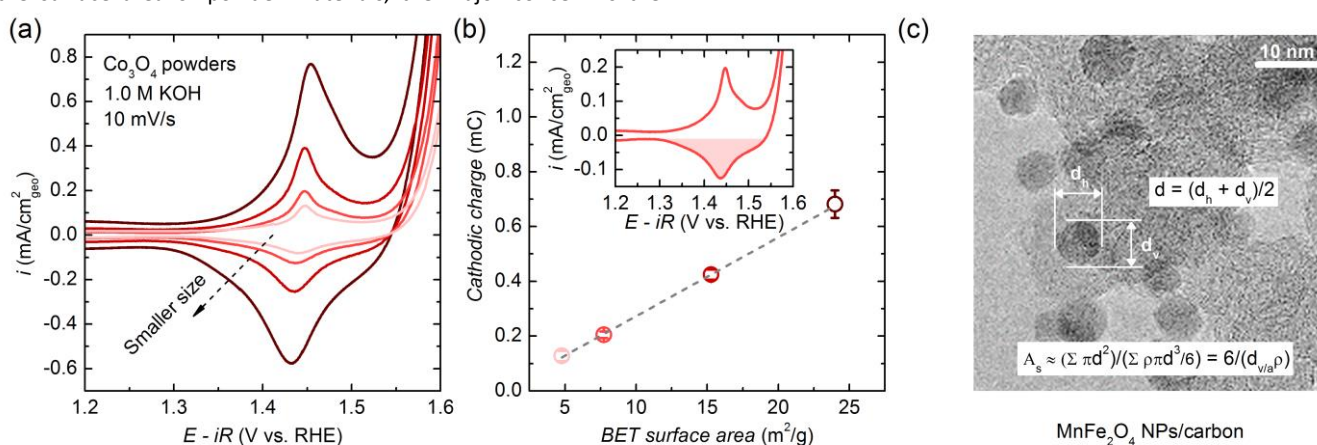 (a)
Co3O4 powders
1.0 M KOH
10 mV/s
Smaller size
i (mA/cm²geo)
0.8
0.6
0.4
0.2
0.0
-0.2
-0.4
-0.6
1.2 1.3 1.4 1.5 1.6
E - iR (V vs. RHE)
(b)
Cathodic charge (mC)
1.2
1.0
0.8
0.6
0.4
0.2
0.0
5 10 15 20 25
BET surface area (m²/g)
i (mA/cm²geo)
0.2
0.1
0.0
-0.1
1.2 1.3 1.4 1.5 1.6
E - iR (V vs. RHE)
(c)
10 nm
dh
d = (dh + dv)/2
dv
As ≈ (Σ πd²)/(Σ ρπd³/6) = 6/(dv/aρ)
MnFe2O4 NPs/carbon